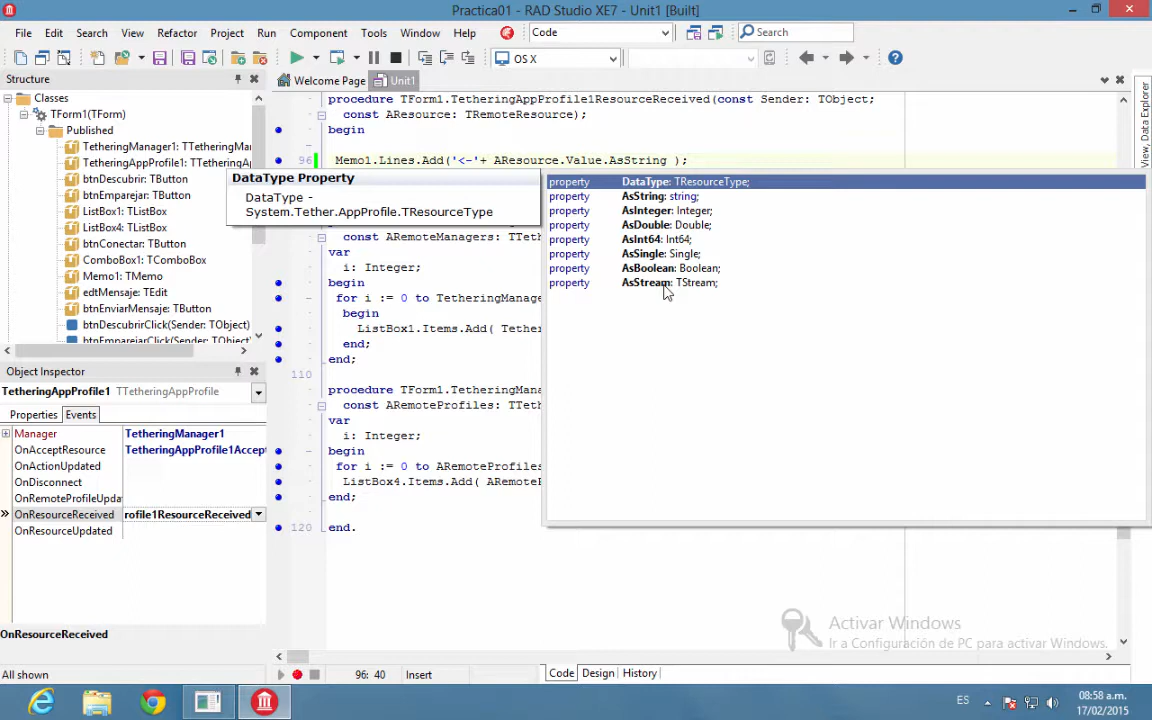 Practica01 - RAD Studio XE7 - Unit1 [Built]
File Edit Search View Refactor Project Run Component Tools Window Help Code Search
OS X
Structure
Welcome Page Unit1
Classes
TForm1(TForm)
Published
TetheringManager1: TTetheringMan
TetheringAppProfile1: TTetheringA
btnDescubrir: TButton
btnEmparejar: TButton
ListBox1: TListBox
ListBox4: TListBox
btnConectar: TButton
ComboBox1: TComboBox
Memo1: TMemo
edtMensaje: TEdit
btnEnviarMensaje: TButton
btnDescubrirClick(Sender: TObject)
btnEmparejarClick(Sender: TObject)
procedure TForm1.TetheringAppProfile1ResourceReceived(const Sender: TObject;
const AResource: TRemoteResource);
begin
96 Memo1.Lines.Add('<-'+ AResource.Value.AsString );
DataType Property
DataType -
System.Tether.AppProfile.TResourceType
property DataType: TResourceType;
property AsString: string;
property AsInteger: Integer;
property AsDouble: Double;
property AsInt64: Int64;
property AsSingle: Single;
property AsBoolean: Boolean;
property AsStream: TStream;
const ARemoteManagers: TTeth
var
i: Integer;
begin
for i := 0 to TetheringManage
begin
ListBox1.Items.Add( Tether
end;
end;
110
procedure TForm1.TetheringMana
const ARemoteProfiles: TTeth
var
i: Integer;
begin
for i := 0 to ARemoteProfiles
ListBox4.Items.Add( ARemoteP
end;
120 end.
Object Inspector
TetheringAppProfile1 TTetheringAppProfile
Properties Events
Manager TetheringManager1
OnAcceptResource TetheringAppProfile1Accept
OnActionUpdated
OnDisconnect
OnRemoteProfileUpda
OnResourceReceived rofile1ResourceReceived
OnResourceUpdated
OnResourceReceived
All shown
96: 40 Insert Code Design History
View, Data Explorer
Activar Windows
Ir a Configuración de PC para activar Windows.
ES
08:58 a.m.
17/02/2015